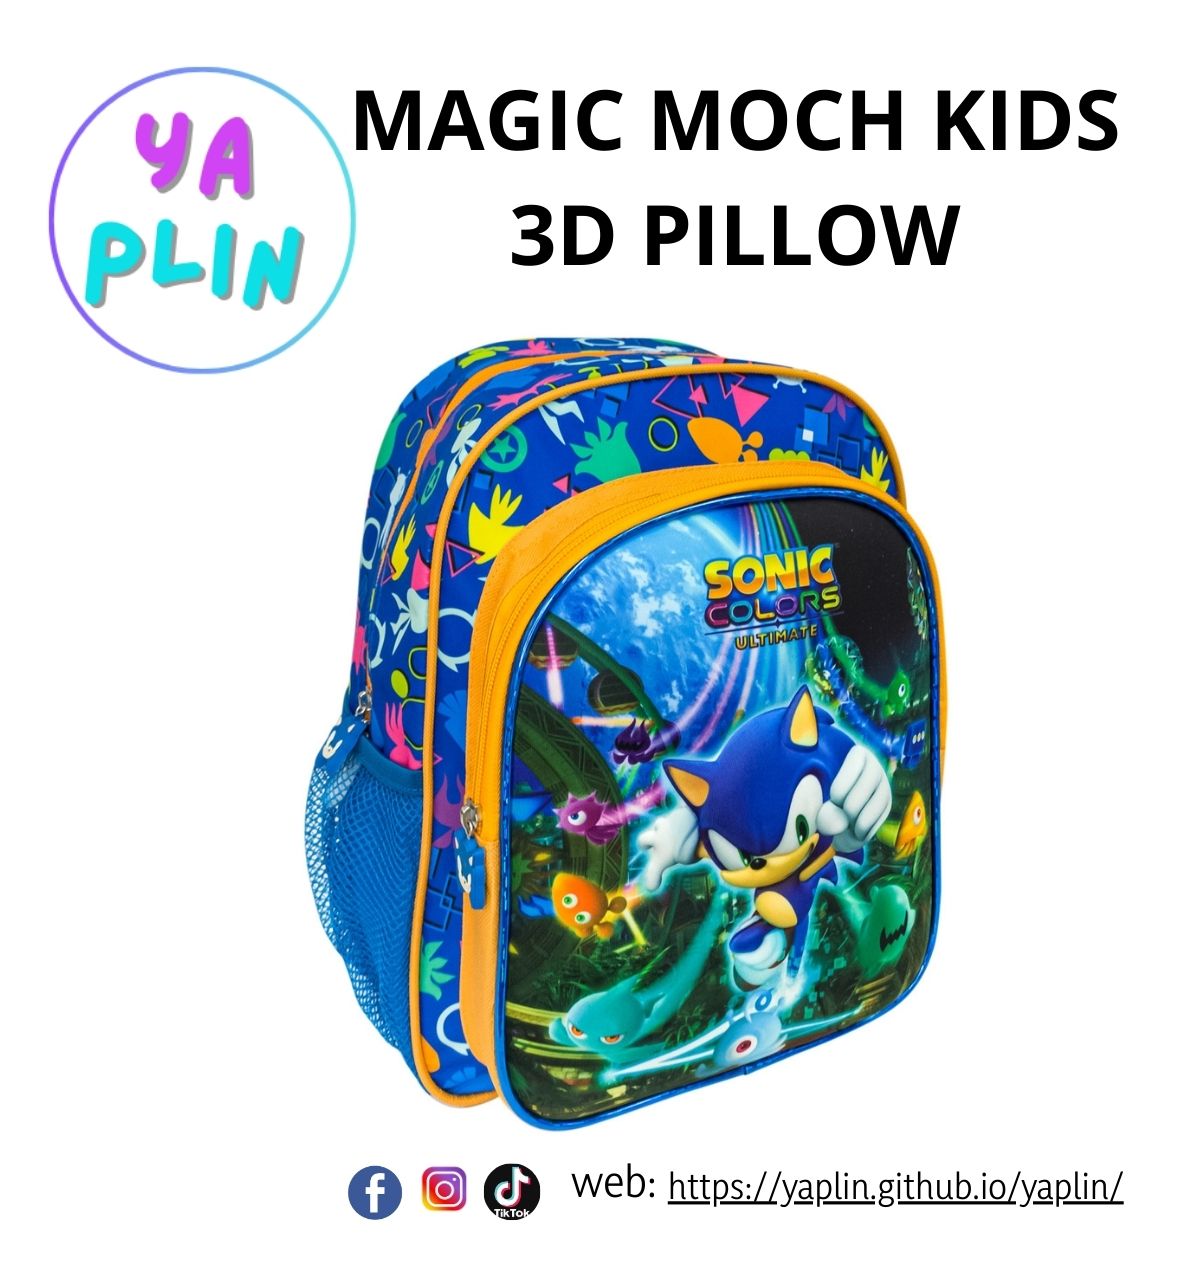 YA
PLIN
MAGIC MOCH KIDS
3D PILLOW
SONIC
COLORS
ULTIMATE
TikTok
web: https://yaplin.github.io/yaplin/